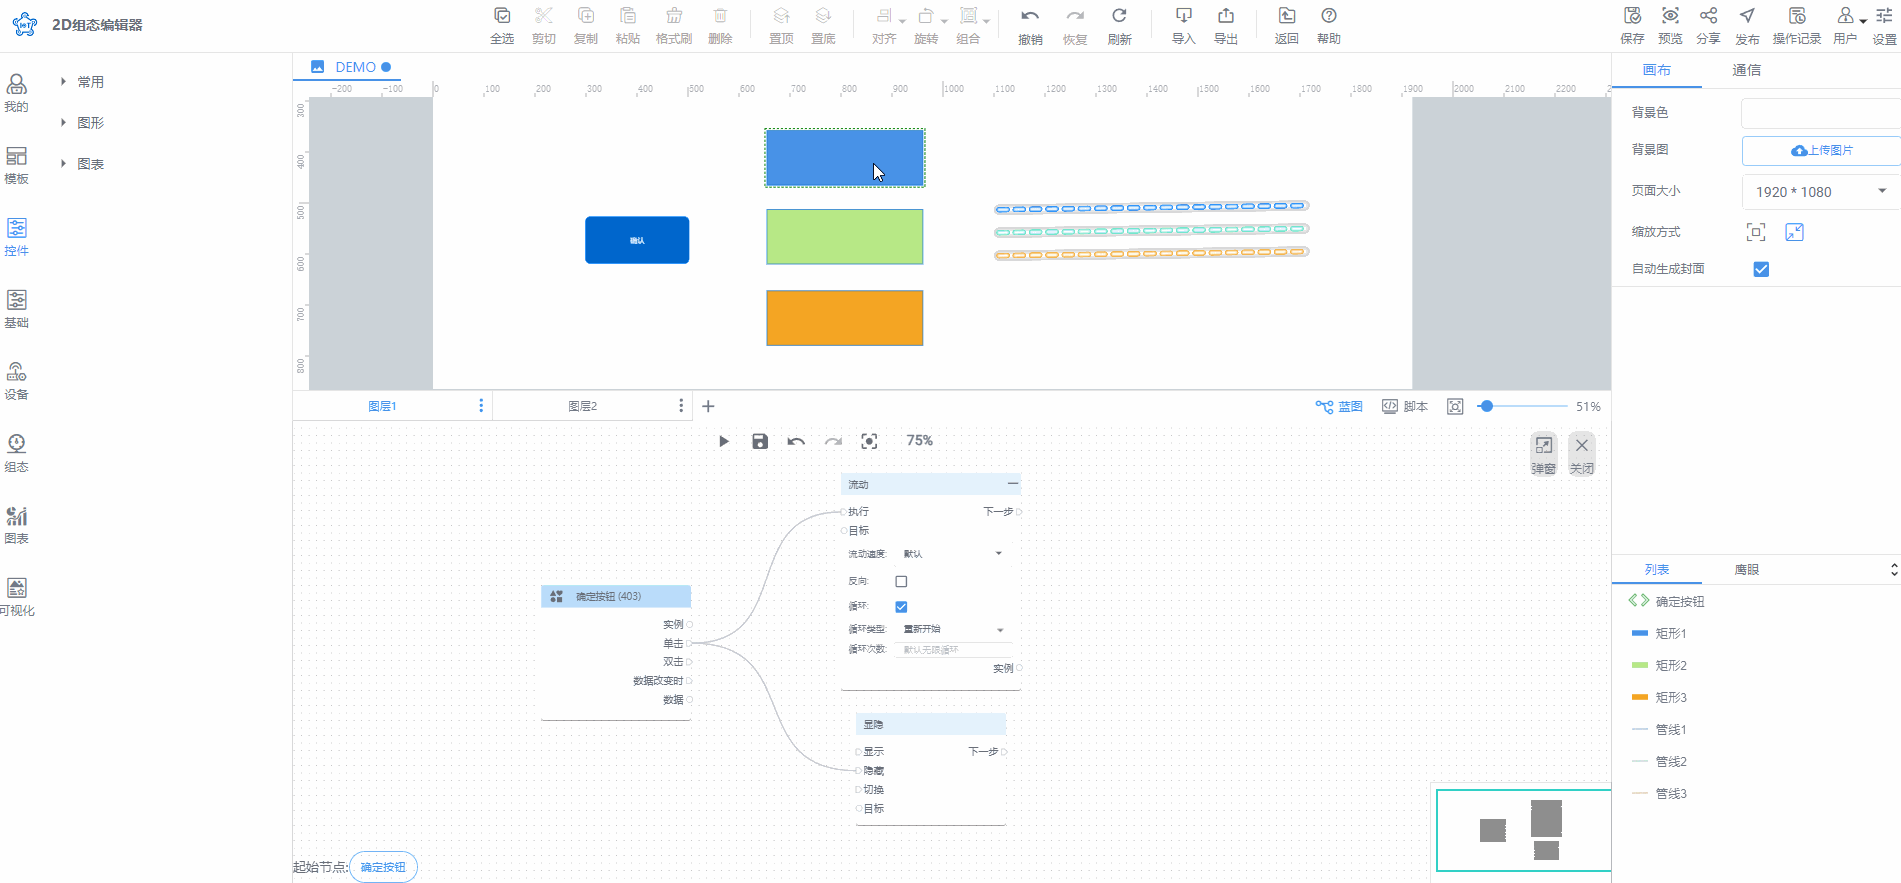 2D组态编辑器
全选 剪切 复制 粘贴 格式刷 删除 置顶 置底 对齐 旋转 组合 撤销 恢复 刷新 导入 导出 返回 帮助 保存 预览 分享 发布 操作记录 用户 设置
我的
模板
控件
基础
设备
组态
图表
可视化
常用
图形
图表
DEMO
-200 -100 0 100 200 300 400 500 600 700 800 900 1000 1100 1200 1300 1400 1500 1600 1700 1800 1900 2000 2100 2200 2
300
400
500
600
700
800
确认
图层1 图层2
蓝图 脚本 51%
75%
弹窗 关闭
流动
执行 下一步
目标
流动速度: 默认
反向:
循环:
循环类型: 重新开始
循环次数: 默认无限循环
实例
确定按钮 (403)
实例
单击
双击
数据改变时
数据
显隐
显示 下一步
隐藏
切换
目标
起始节点: 确定按钮
画布 通信
背景色
背景图 上传图片
页面大小 1920 * 1080
缩放方式
自动生成封面
列表 鹰眼
确定按钮
矩形1
矩形2
矩形3
管线1
管线2
管线3